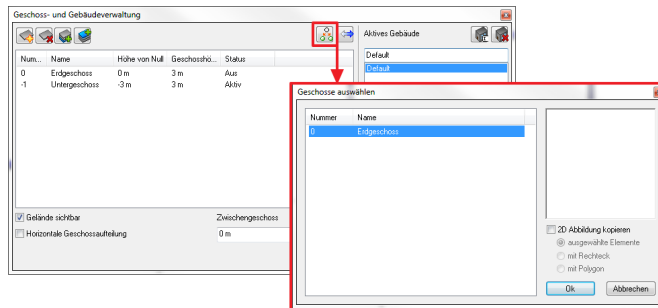 Geschoss- und Gebäudeverwaltung
Aktives Gebäude
Default
Default
Num... Name Höhe von Null Geschosshö... Status
0 Erdgeschoss 0 m 3 m Aus
-1 Untergeschoss -3 m 3 m Aktiv
Gelände sichtbar
Zwischengeschoss
Horizontale Geschossaufteilung
0 m
Geschosse auswählen
Nummer Name
0 Erdgeschoss
2D Abbildung kopieren
ausgewählte Elemente
mit Rechteck
mit Polygon
Ok Abbrechen